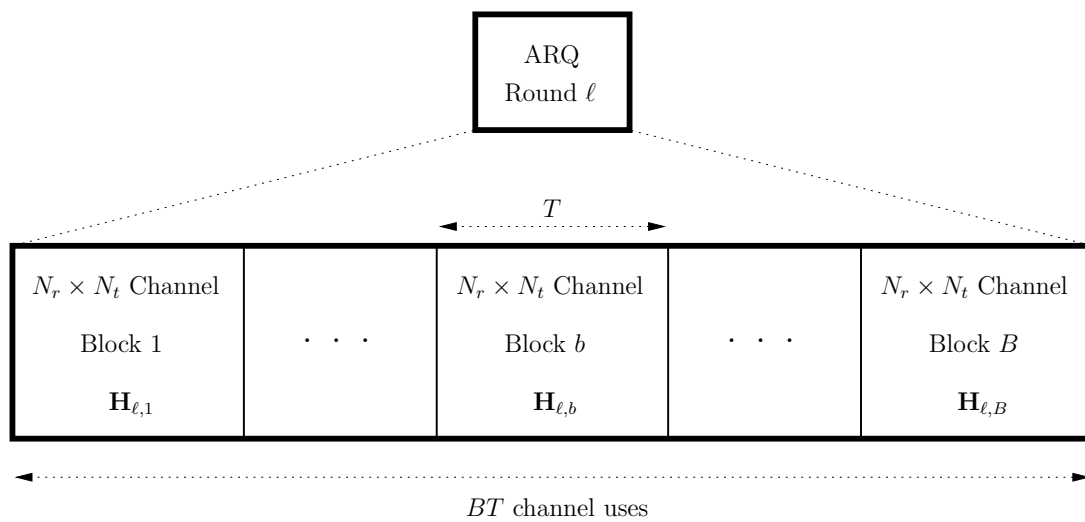 ARQ
Round ℓ
T
N_r × N_t Channel
Block 1
H_{ℓ,1}
· · ·
N_r × N_t Channel
Block b
H_{ℓ,b}
· · ·
N_r × N_t Channel
Block B
H_{ℓ,B}
BT channel uses